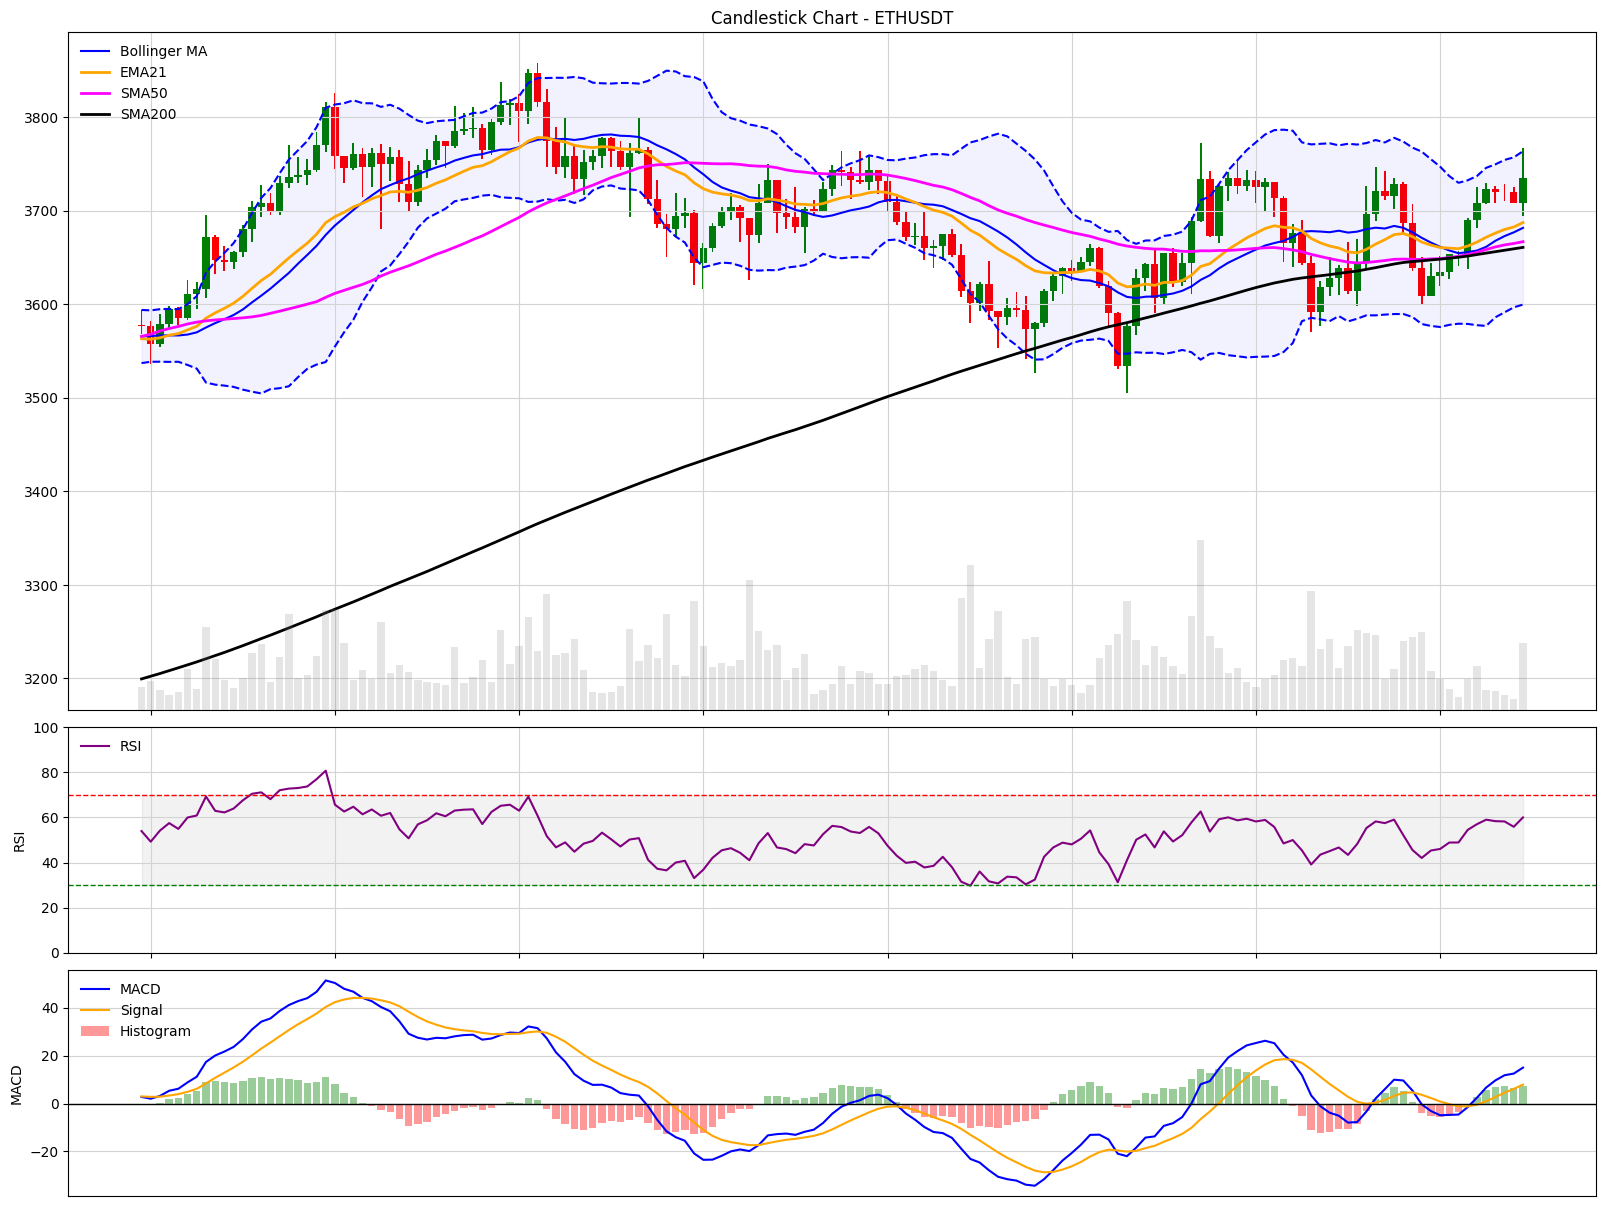 Candlestick Chart - ETHUSDT
Bollinger MA
EMA21
SMA50
SMA200
3800
3700
3600
3500
3400
3300
3200
100
RSI
80
60
RSI
40
20
0
MACD
40
Signal
Histogram
20
MACD
0
−20